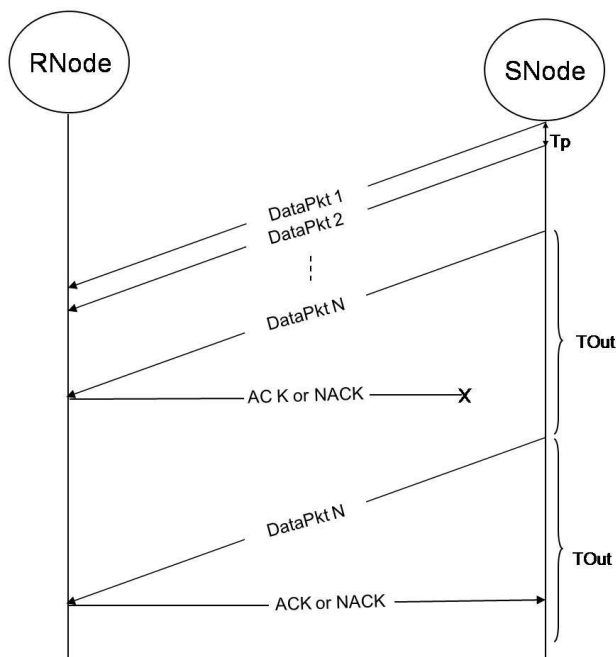 RNode
SNode
Tp
DataPkt 1
DataPkt 2
DataPkt N
TOut
AC K or NACK
X
DataPkt N
TOut
ACK or NACK